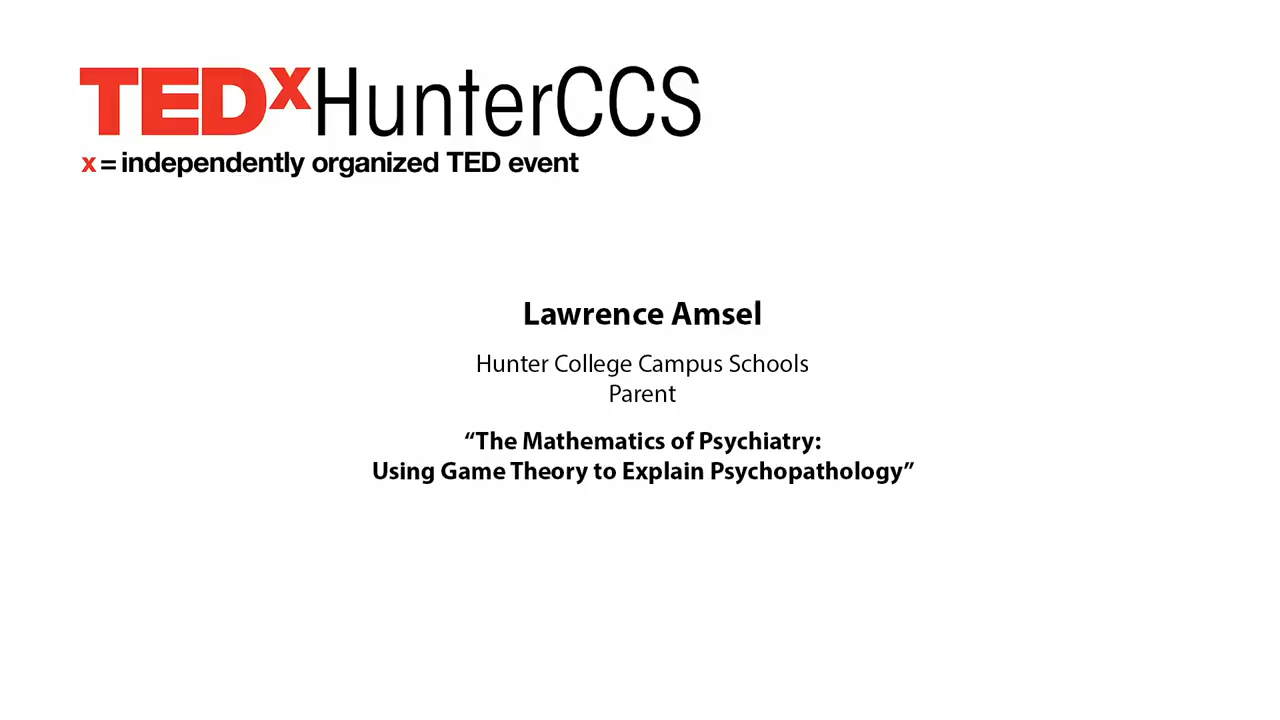 TEDxHunterCCS
x = independently organized TED event
Lawrence Amsel
Hunter College Campus Schools
Parent
“The Mathematics of Psychiatry:
Using Game Theory to Explain Psychopathology”